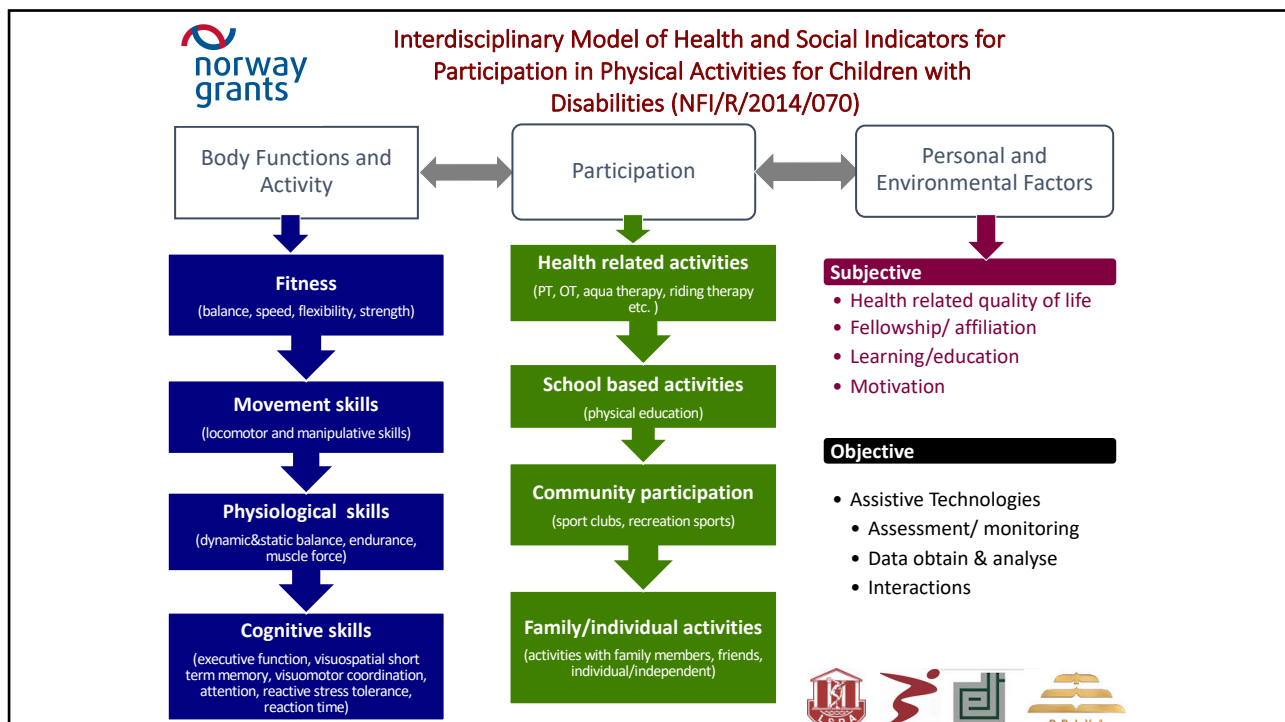 norway
grants
Interdisciplinary Model of Health and Social Indicators for
Participation in Physical Activities for Children with
Disabilities (NFI/R/2014/070)
Body Functions and
Activity
Participation
Personal and
Environmental Factors
Fitness
(balance, speed, flexibility, strength)
Movement skills
(locomotor and manipulative skills)
Physiological skills
(dynamic&static balance, endurance,
muscle force)
Cognitive skills
(executive function, visuospatial short
term memory, visuomotor coordination,
attention, reactive stress tolerance,
reaction time)
Health related activities
(PT, OT, aqua therapy, riding therapy
etc. )
School based activities
(physical education)
Community participation
(sport clubs, recreation sports)
Family/individual activities
(activities with family members, friends,
individual/independent)
Subjective
• Health related quality of life
• Fellowship/ affiliation
• Learning/education
• Motivation
Objective
• Assistive Technologies
• Assessment/ monitoring
• Data obtain & analyse
• Interactions